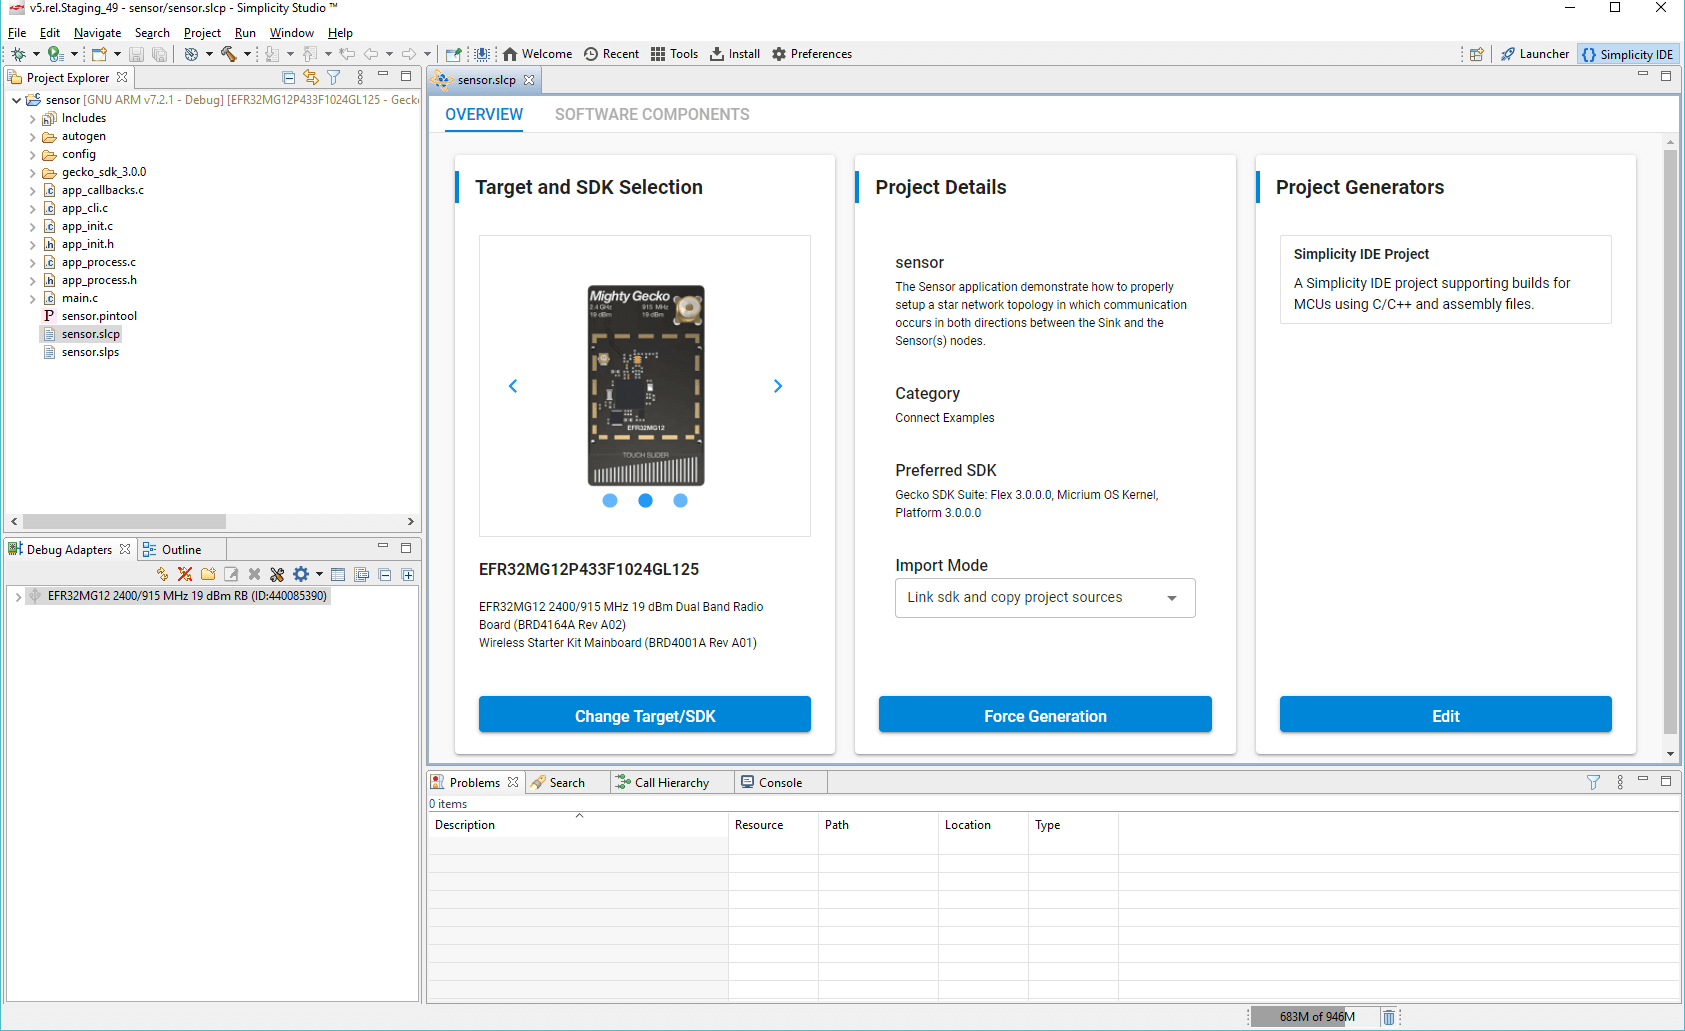 v5.rel.Staging_49 - sensor/sensor.slcp - Simplicity Studio ™
File Edit Navigate Search Project Run Window Help
Welcome Recent Tools Install Preferences Launcher Simplicity IDE
Project Explorer
sensor [GNU ARM v7.2.1 - Debug] [EFR32MG12P433F1024GL125 - Gecko
Includes
autogen
config
gecko_sdk_3.0.0
app_callbacks.c
app_cli.c
app_init.c
app_init.h
app_process.c
app_process.h
main.c
sensor.pintool
sensor.slcp
sensor.slps
Debug Adapters Outline
EFR32MG12 2400/915 MHz 19 dBm RB (ID:440085390)
sensor.slcp
OVERVIEW SOFTWARE COMPONENTS
Target and SDK Selection
Mighty Gecko
2.4 GHz 915 MHz
19 dBm 19 dBm
EFR32MG12
TOUCH SLIDER
EFR32MG12P433F1024GL125
EFR32MG12 2400/915 MHz 19 dBm Dual Band Radio
Board (BRD4164A Rev A02)
Wireless Starter Kit Mainboard (BRD4001A Rev A01)
Change Target/SDK
Project Details
sensor
The Sensor application demonstrate how to properly
setup a star network topology in which communication
occurs in both directions between the Sink and the
Sensor(s) nodes.
Category
Connect Examples
Preferred SDK
Gecko SDK Suite: Flex 3.0.0.0, Micrium OS Kernel,
Platform 3.0.0.0
Import Mode
Link sdk and copy project sources
Force Generation
Project Generators
Simplicity IDE Project
A Simplicity IDE project supporting builds for
MCUs using C/C++ and assembly files.
Edit
Problems Search Call Hierarchy Console
0 items
Description Resource Path Location Type
683M of 946M